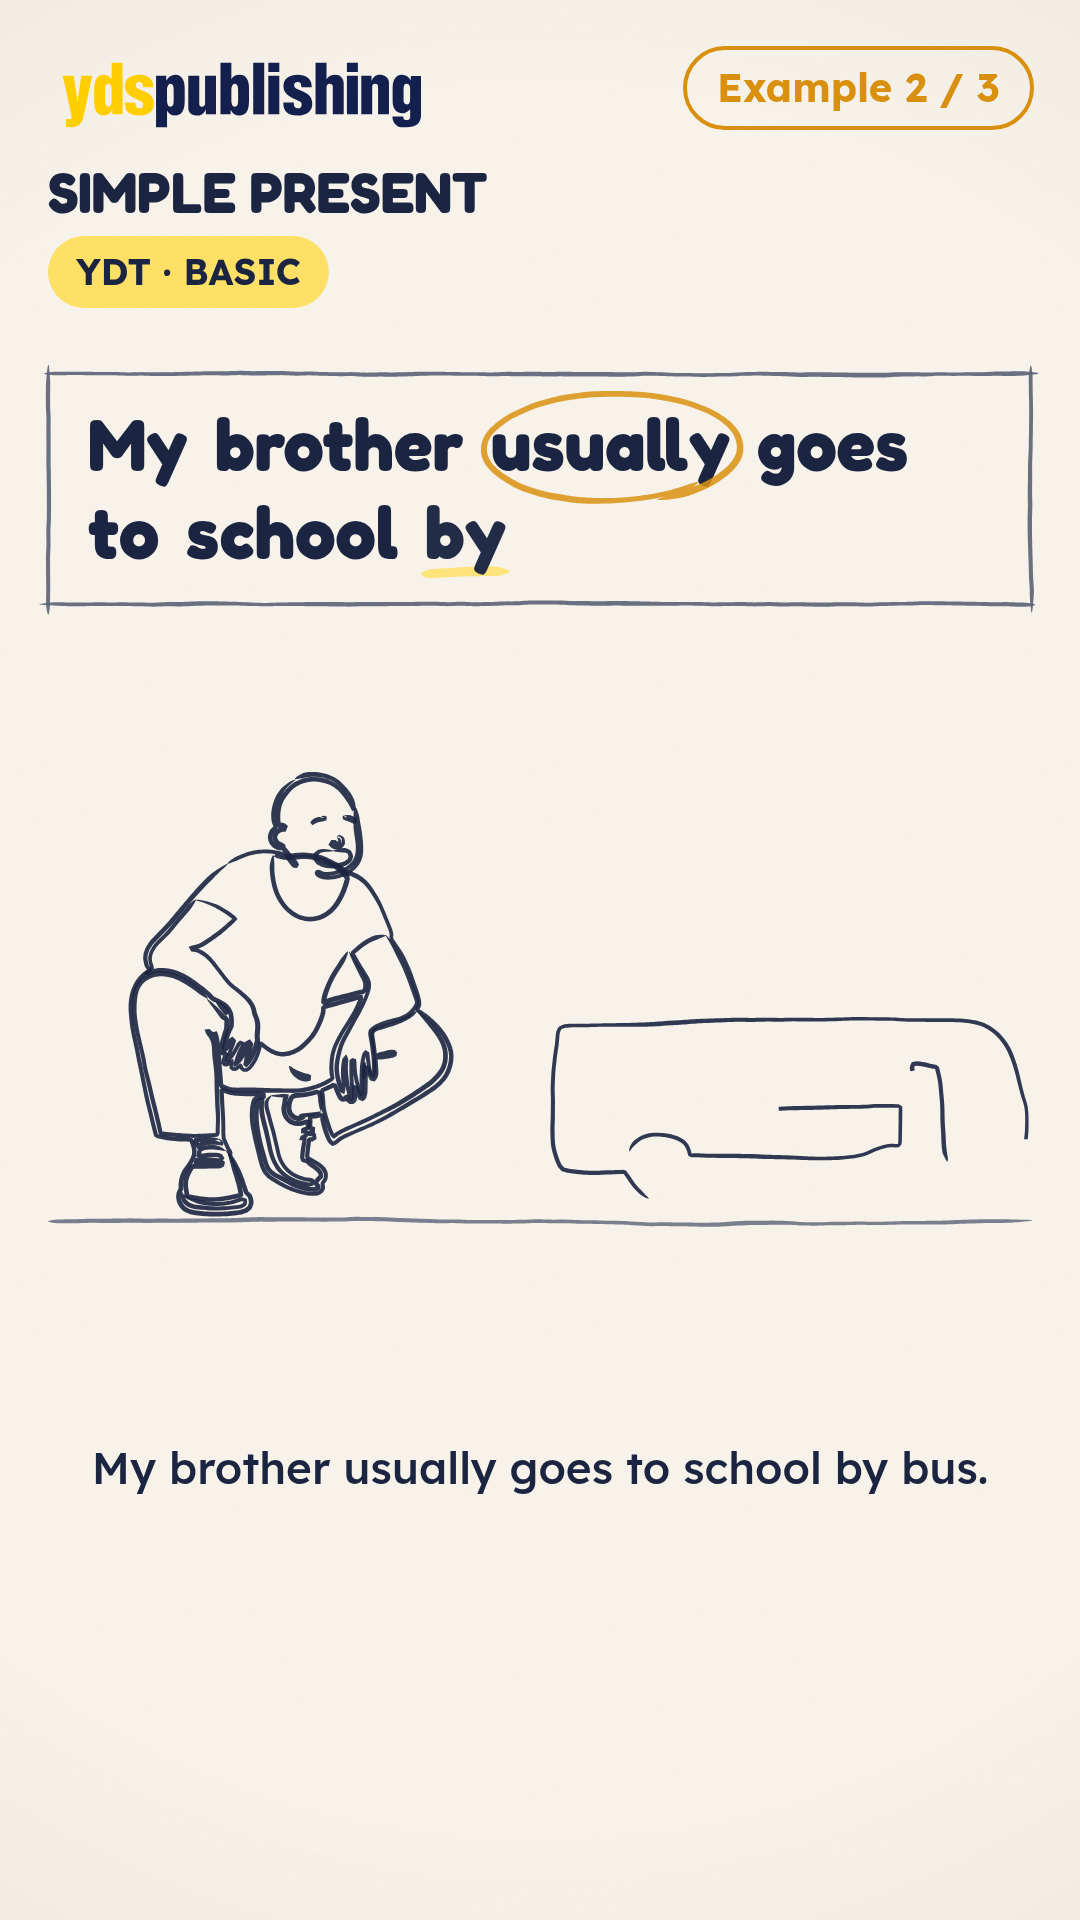 ydspublishing
Example 2 / 3
SIMPLE PRESENT
YDT · BASIC
My brother usually goes
to school by
My brother usually goes to school by bus.